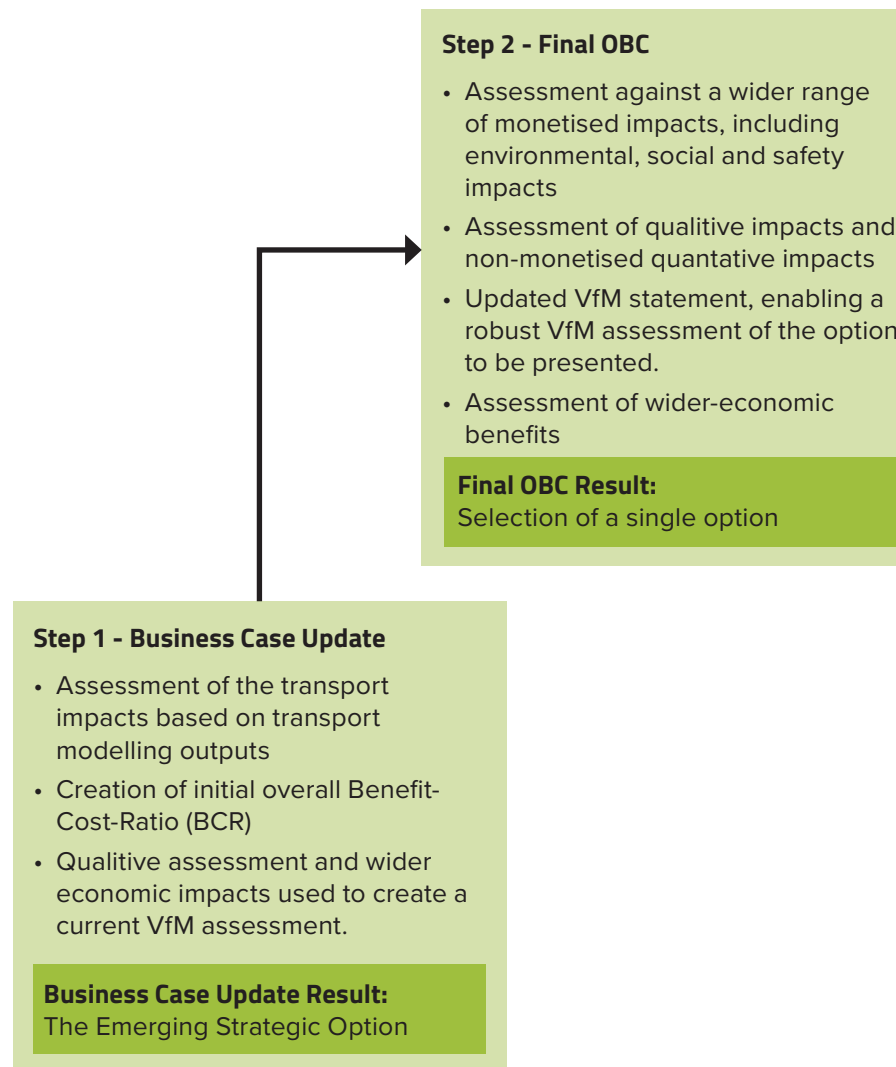 Step 2 - Final OBC
• Assessment against a wider range
of monetised impacts, including
environmental, social and safety
impacts
• Assessment of qualitive impacts and
non-monetised quantative impacts
• Updated VfM statement, enabling a
robust VfM assessment of the option
to be presented.
• Assessment of wider-economic
benefits
Final OBC Result:
Selection of a single option
Step 1 - Business Case Update
• Assessment of the transport
impacts based on transport
modelling outputs
• Creation of initial overall Benefit-
Cost-Ratio (BCR)
• Qualitive assessment and wider
economic impacts used to create a
current VfM assessment.
Business Case Update Result:
The Emerging Strategic Option